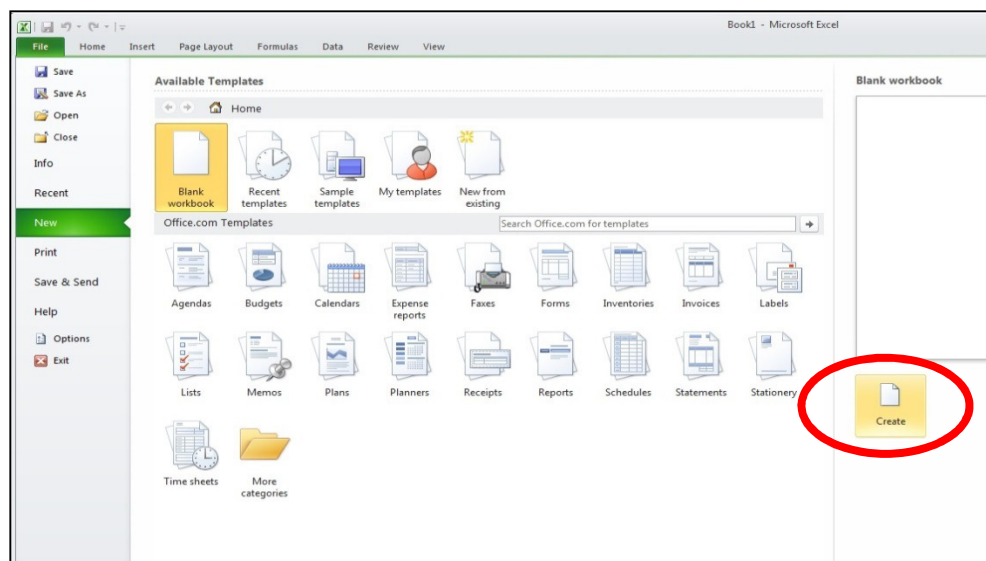 Book1 - Microsoft Excel
File Home Insert Page Layout Formulas Data Review View
Save
Save As
Open
Close
Info
Recent
New
Print
Save & Send
Help
Options
Exit
Available Templates
Home
Blank workbook
Recent templates
Sample templates
My templates
New from existing
Office.com Templates
Search Office.com for templates
Agendas
Budgets
Calendars
Expense reports
Faxes
Forms
Inventories
Invoices
Labels
Lists
Memos
Plans
Planners
Receipts
Reports
Schedules
Statements
Stationery
Time sheets
More categories
Blank workbook
Create